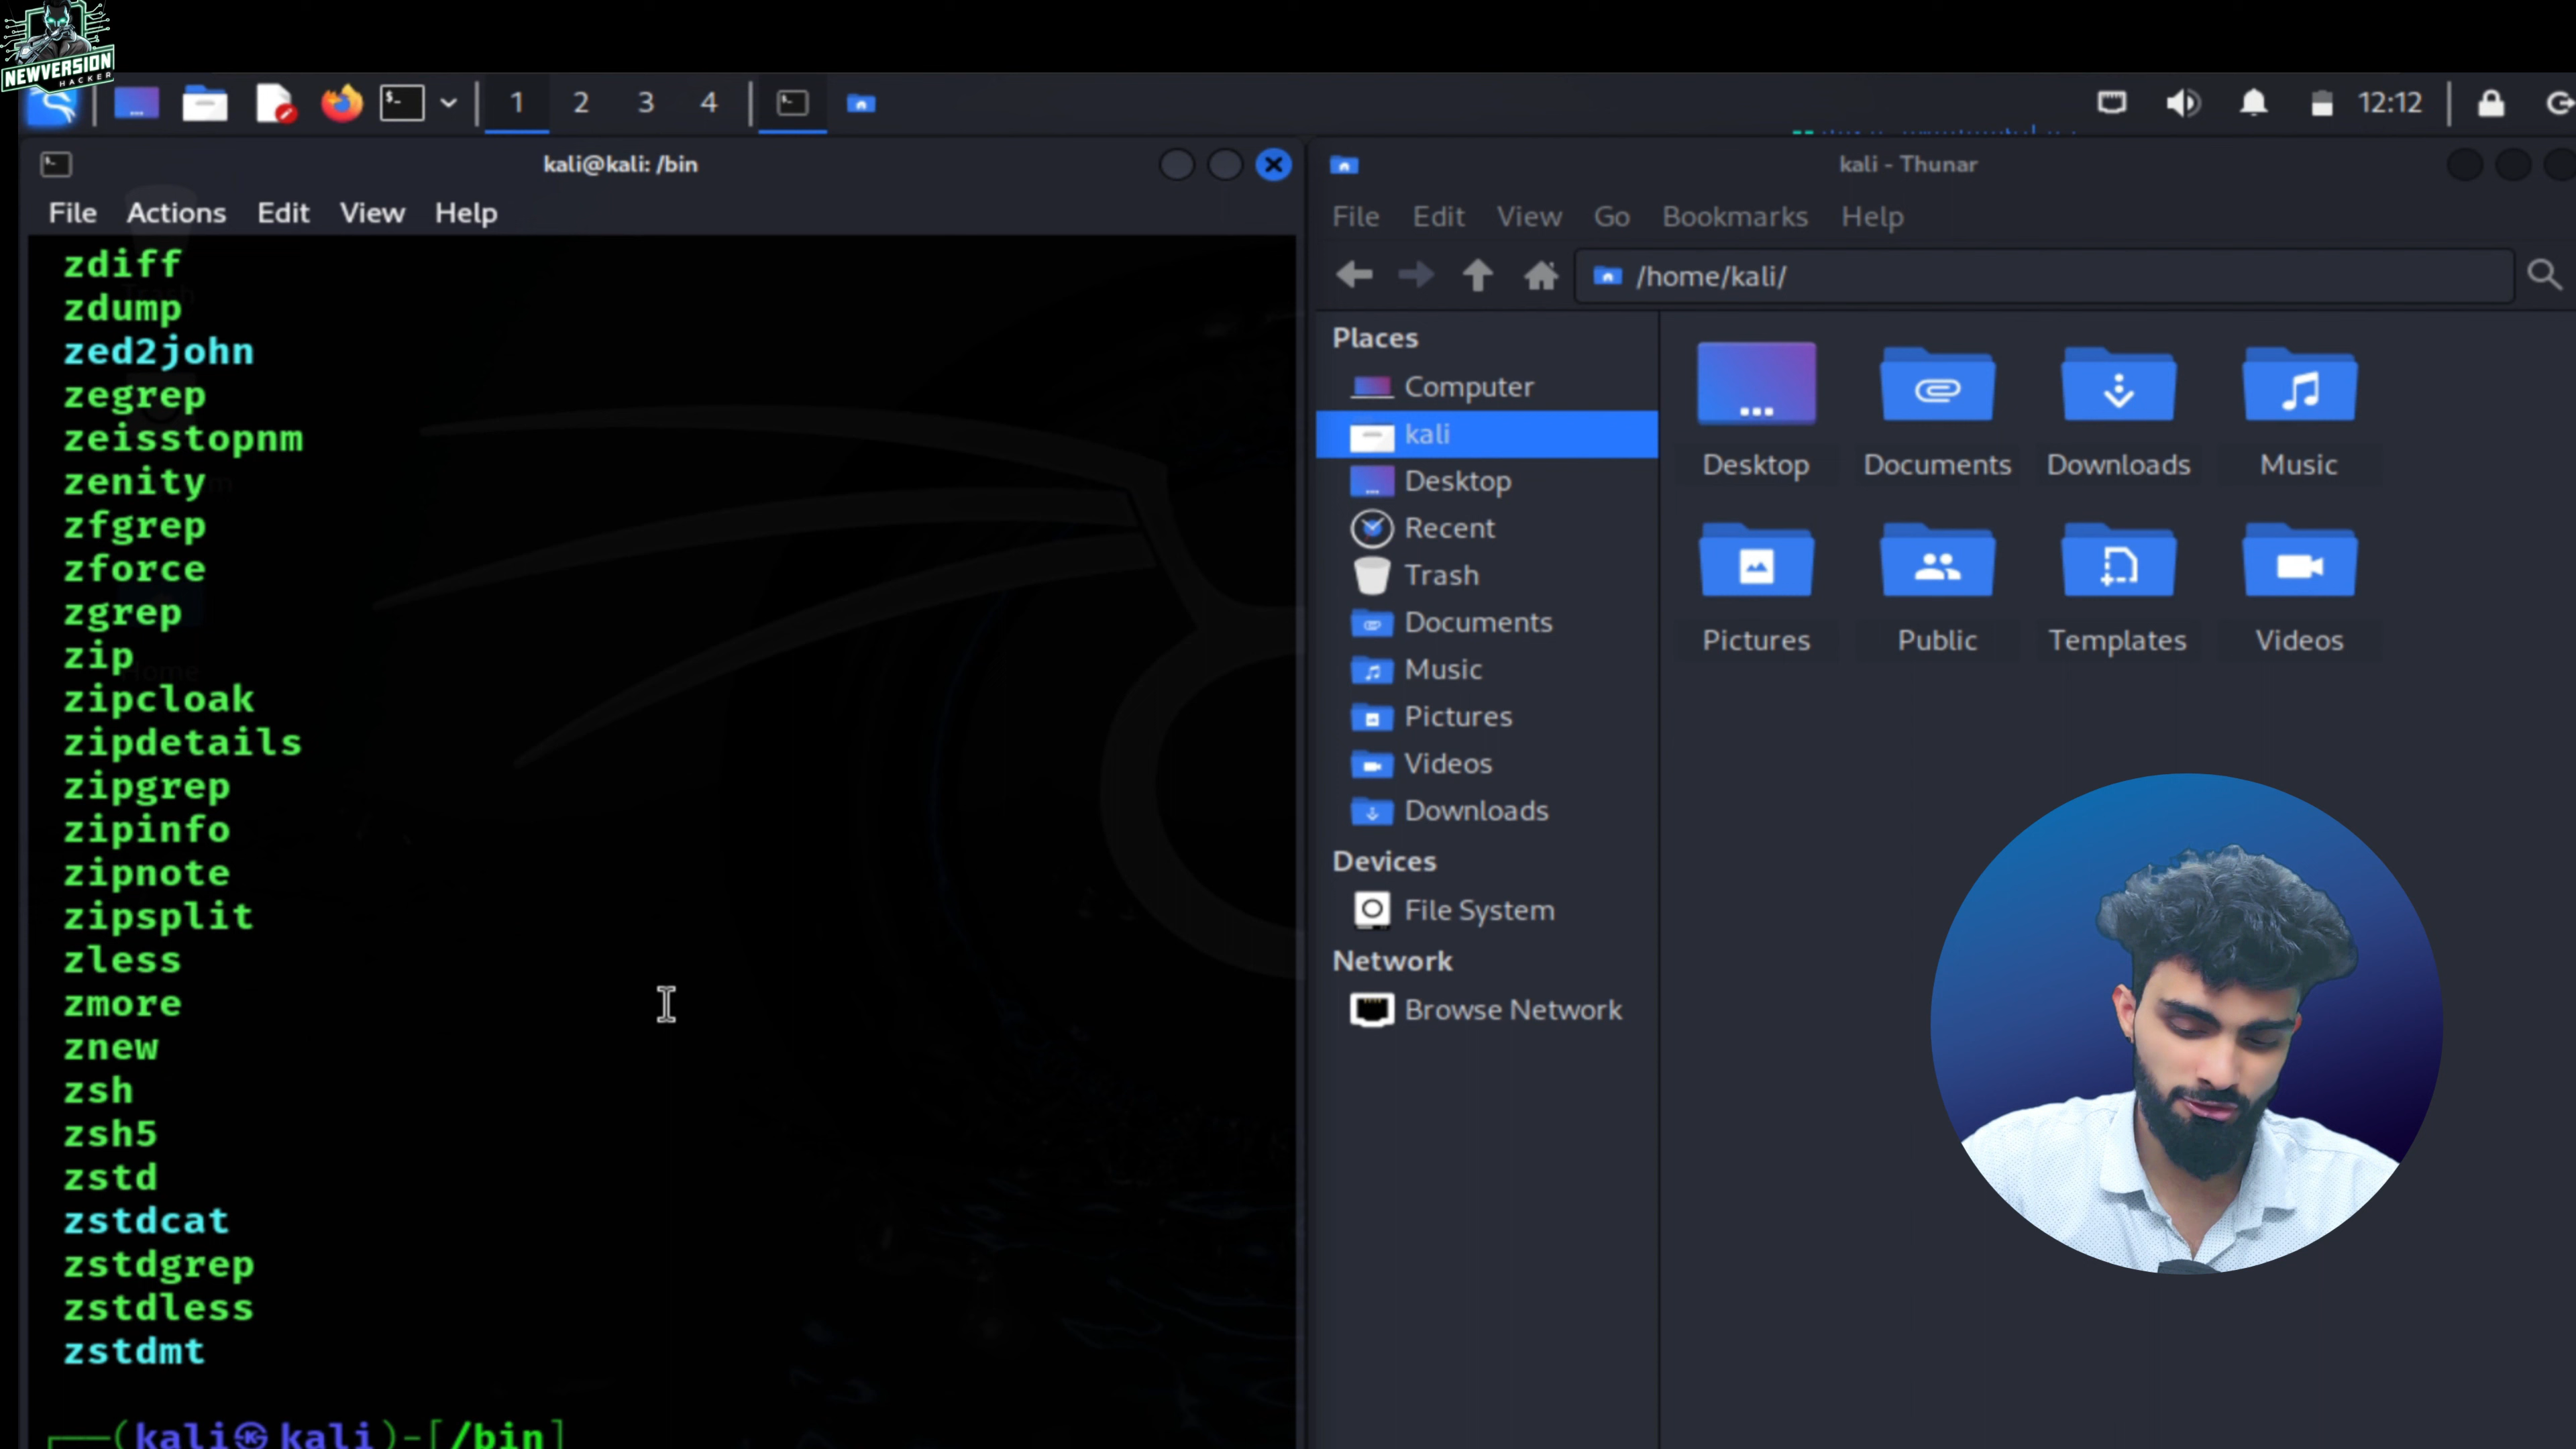 NEWVERSION
HACKER
1 2 3 4
12:12
kali@kali: /bin
File Actions Edit View Help
zdiff
zdump
zed2john
zegrep
zeisstopnm
zenity
zfgrep
zforce
zgrep
zip
zipcloak
zipdetails
zipgrep
zipinfo
zipnote
zipsplit
zless
zmore
znew
zsh
zsh5
zstd
zstdcat
zstdgrep
zstdless
zstdmt
(kali㉿kali)-[/bin]
kali - Thunar
File Edit View Go Bookmarks Help
/home/kali/
Places
Computer
kali
Desktop
Recent
Trash
Documents
Music
Pictures
Videos
Downloads
Devices
File System
Network
Browse Network
Desktop Documents Downloads Music
Pictures Public Templates Videos